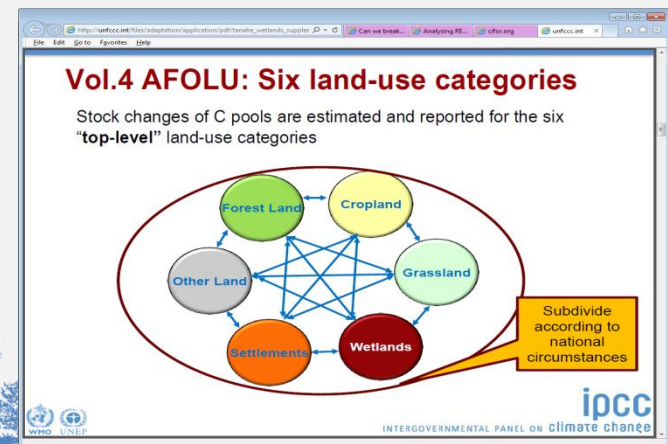 http://unfccc.int/files/adaptation/application/pdf/tanabe_wetlands_suppler
Can we break...
Analysing RE...
cifor.org
unfccc.int
File Edit Goto Favorites Help
Vol.4 AFOLU: Six land-use categories
Stock changes of C pools are estimated and reported for the six
“top-level” land-use categories
Forest Land
Cropland
Other Land
Grassland
Settlements
Wetlands
Subdivide
according to
national
circumstances
WMO UNEP
ipcc
INTERGOVERNMENTAL PANEL ON climate change